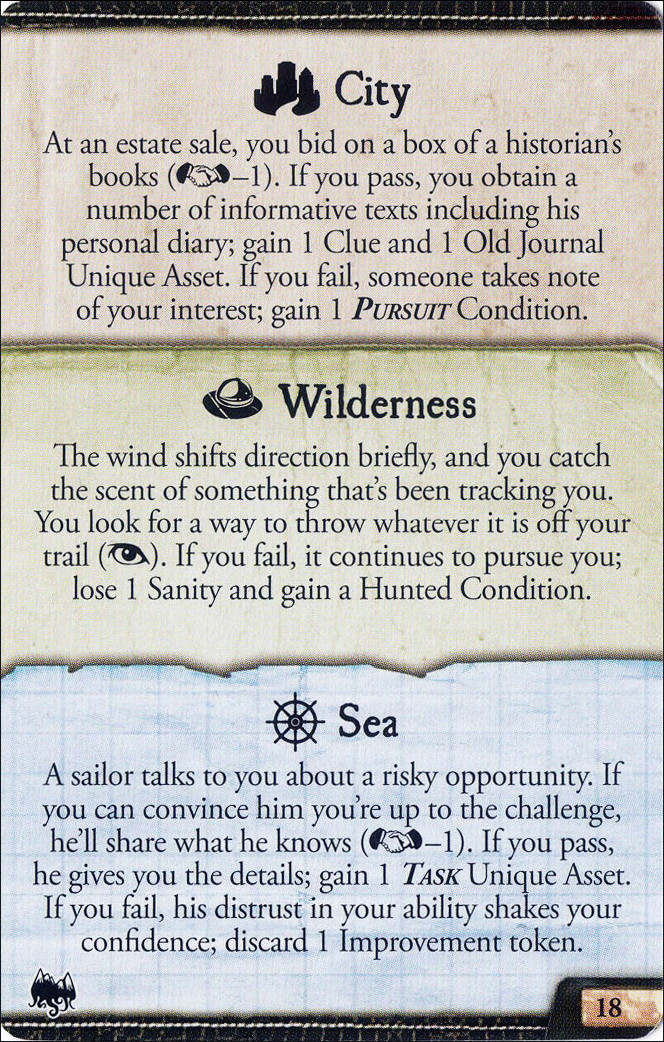 City
At an estate sale, you bid on a box of a historian's
books (–1). If you pass, you obtain a
number of informative texts including his
personal diary; gain 1 Clue and 1 Old Journal
Unique Asset. If you fail, someone takes note
of your interest; gain 1 PURSUIT Condition.
Wilderness
The wind shifts direction briefly, and you catch
the scent of something that's been tracking you.
You look for a way to throw whatever it is off your
trail (). If you fail, it continues to pursue you;
lose 1 Sanity and gain a Hunted Condition.
Sea
A sailor talks to you about a risky opportunity. If
you can convince him you're up to the challenge,
he'll share what he knows (–1). If you pass,
he gives you the details; gain 1 TASK Unique Asset.
If you fail, his distrust in your ability shakes your
confidence; discard 1 Improvement token.
18